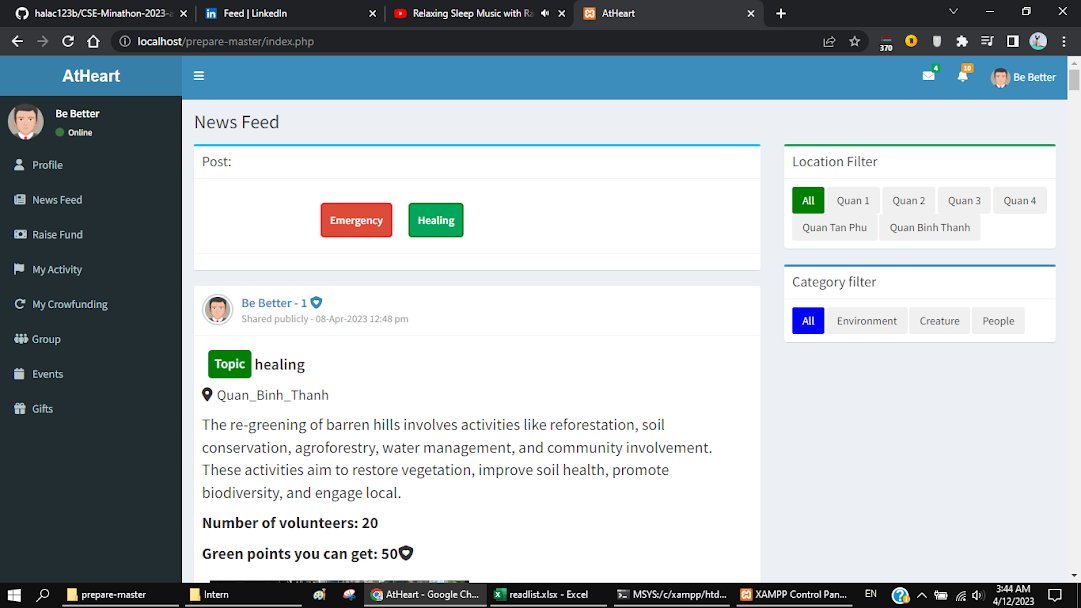 halac123b/CSE-Minathon-2023-a
Feed | LinkedIn
Relaxing Sleep Music with Ra
AtHeart
localhost/prepare-master/index.php
370
AtHeart
4
10
Be Better
Be Better
Online
Profile
News Feed
Raise Fund
My Activity
My Crowfunding
Group
Events
Gifts
News Feed
Post:
Emergency
Healing
Be Better - 1
Shared publicly - 08-Apr-2023 12:48 pm
Topic healing
Quan_Binh_Thanh
The re-greening of barren hills involves activities like reforestation, soil
conservation, agroforestry, water management, and community involvement.
These activities aim to restore vegetation, improve soil health, promote
biodiversity, and engage local.
Number of volunteers: 20
Green points you can get: 50
Location Filter
All Quan 1 Quan 2 Quan 3 Quan 4
Quan Tan Phu Quan Binh Thanh
Category filter
All Environment Creature People
prepare-master
Intern
AtHeart - Google Ch...
readlist.xlsx - Excel
MSYS:/c/xampp/htd...
XAMPP Control Pan...
EN
3:44 AM
4/12/2023